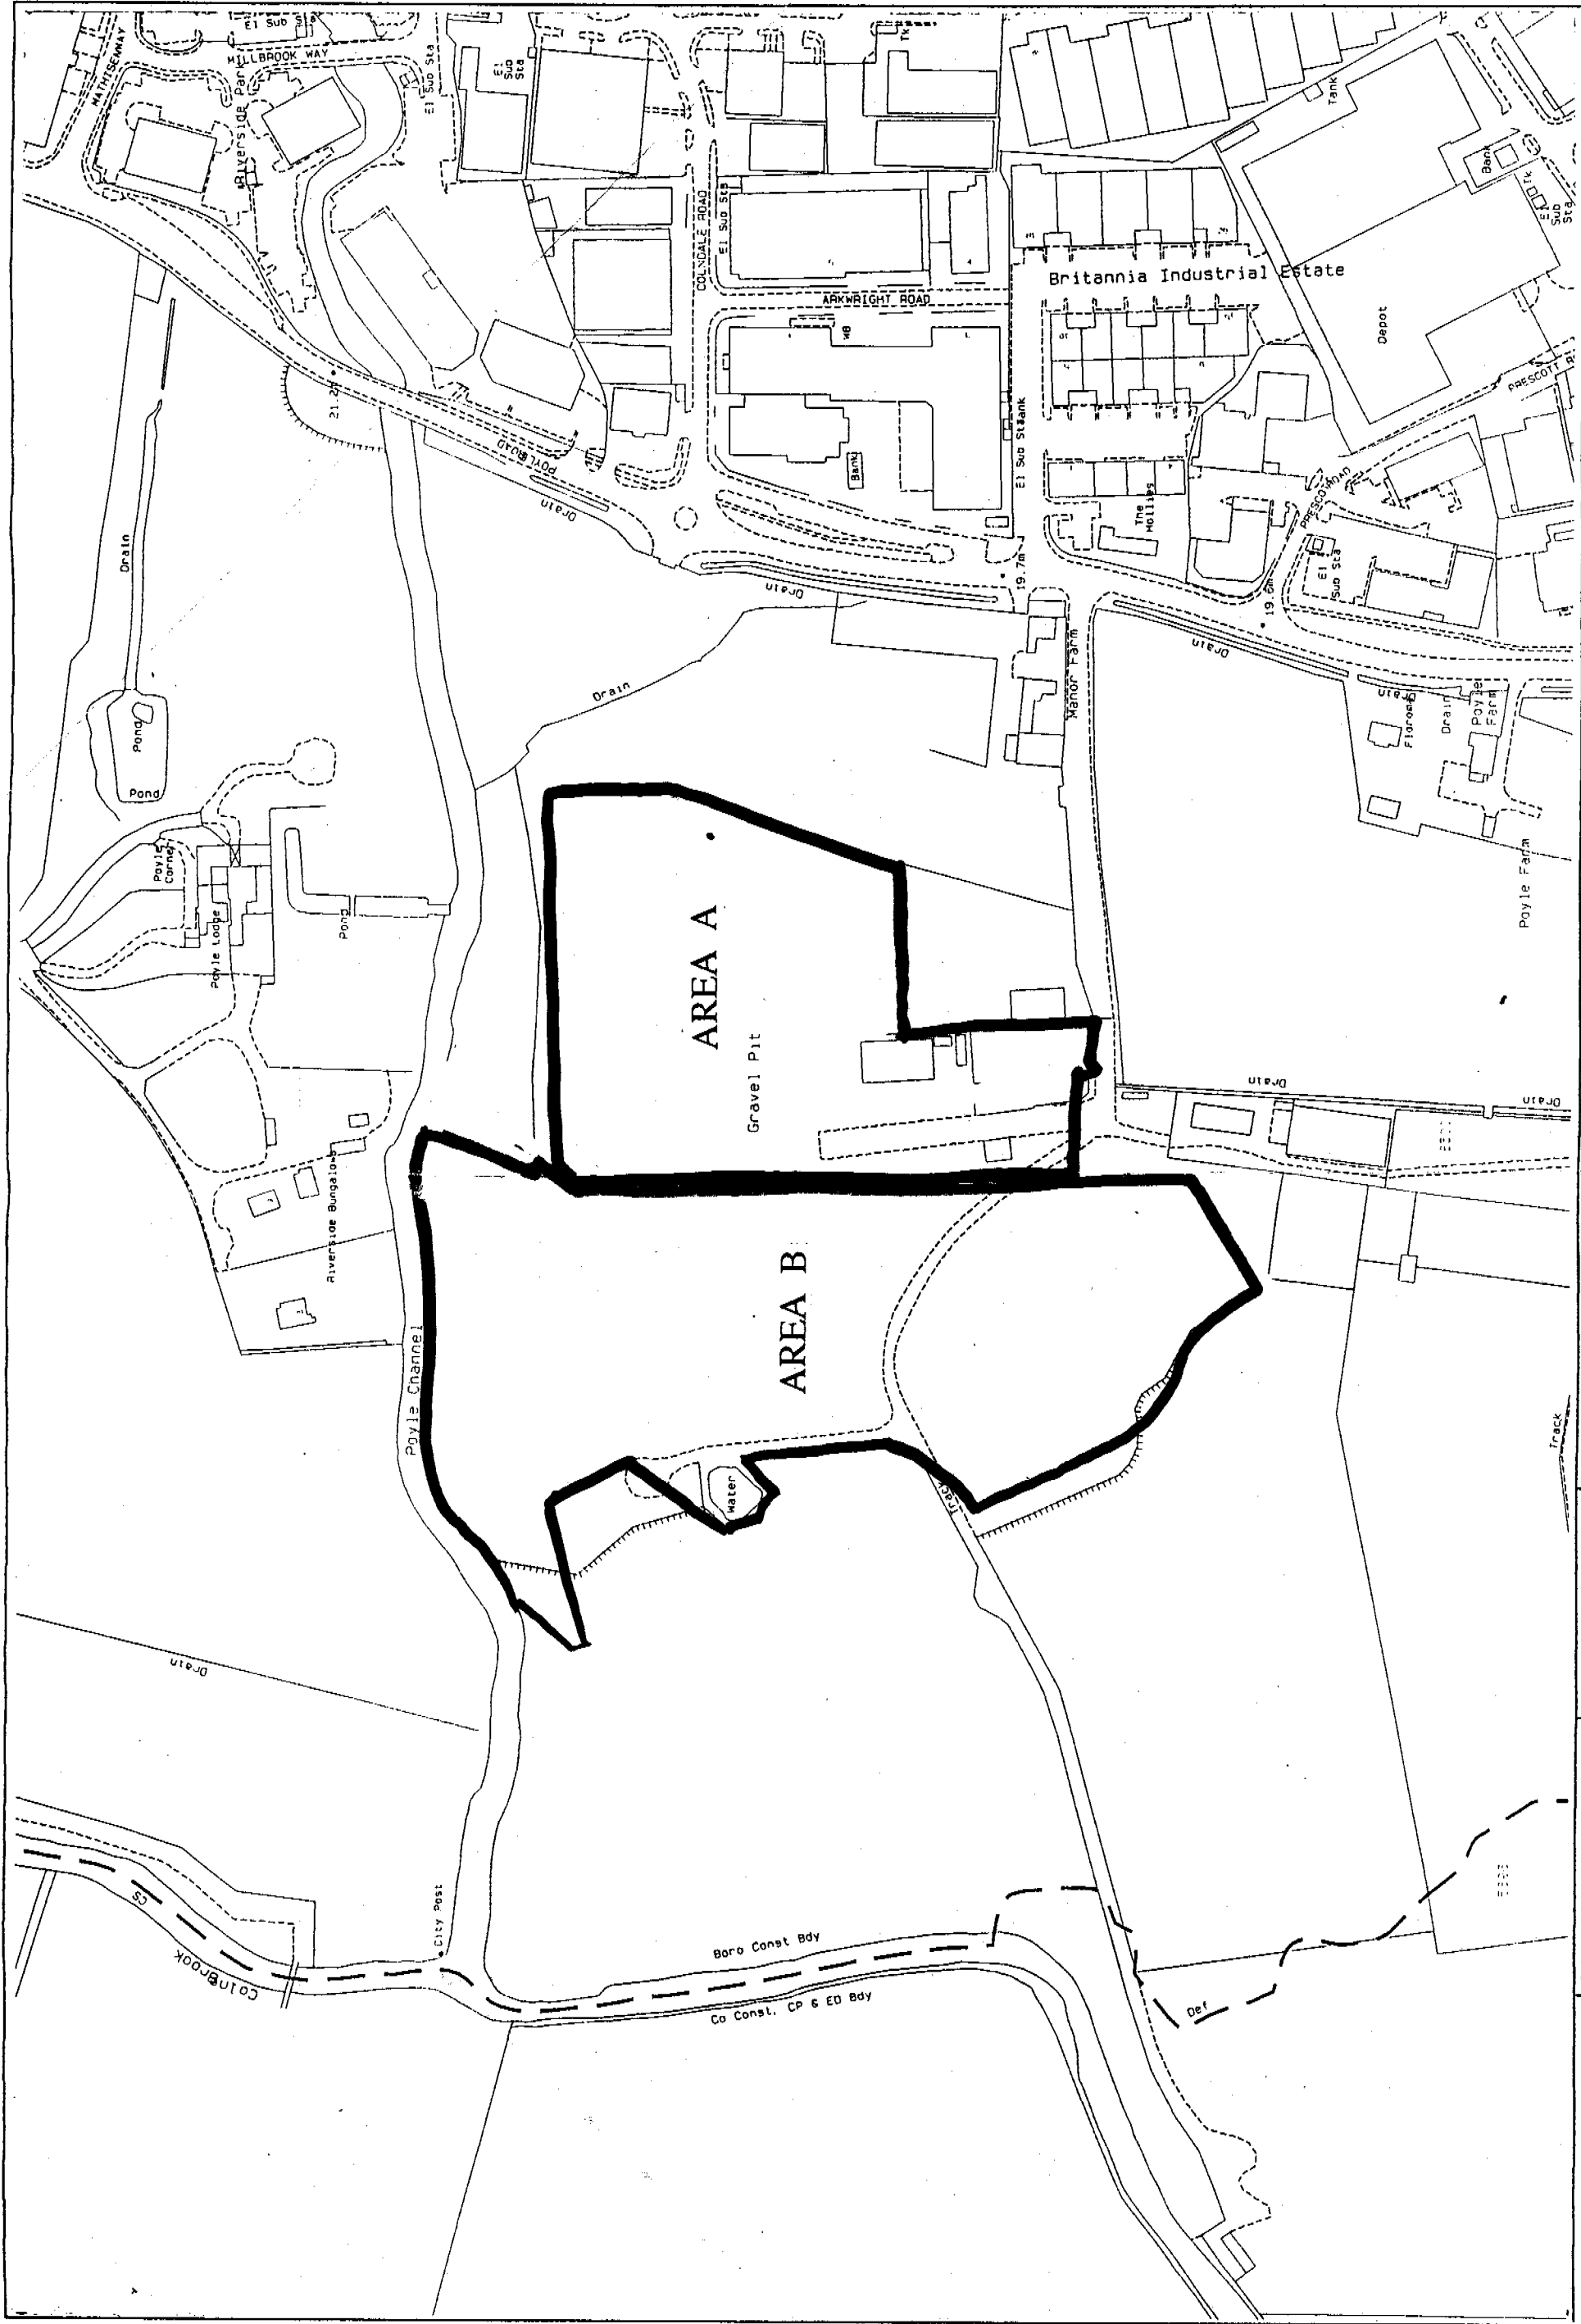 El Sub Sta
MATHISEN WAY
MILLBROOK WAY
Riverside Park
El Sub Sta
El
Sub
Sta
Tk
Tank
COLNDALE ROAD
El Sub Sta
Bank
Tk
El
Sub
Sta
Britannia Industrial Estate
ARKWRIGHT ROAD
WB
Depot
21.2m
POYLE ROAD
Drain
Bank
El Sub Sta
Tank
PRESCOTT R
Drain
The
Hollies
PRESCOT ROAD
19.7m
El
Sub Sta
19.6m
Drain
Drain
Manor Farm
Drain
Drain
Pond
Pond
Drain
Poyle
Farm
Poyle
Corner
Poyle Lodge
Pond
AREA A
Gravel Pit
Poyle Farm
Drain
Drain
Riverside Bungalows
Poyle Channel
AREA B
Water
Track
Track
Drain
City Post
CS
Colnbrook
Boro Const Bdy
Co Const, CP & ED Bdy
Def